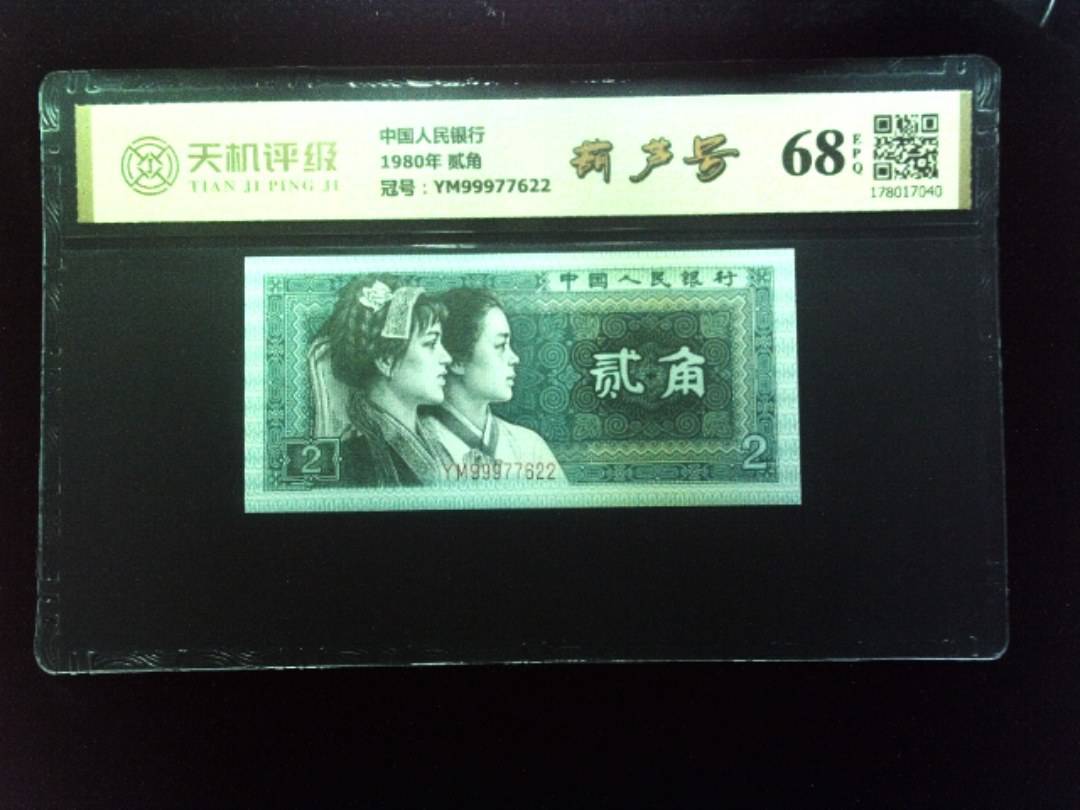 天机评级
TIAN JI PING JI
中国人民银行
1980年 贰角
冠号：YM99977622
葫芦号
68
EPQ
178017040
中国人民银行
贰角
2
2
YM99977622